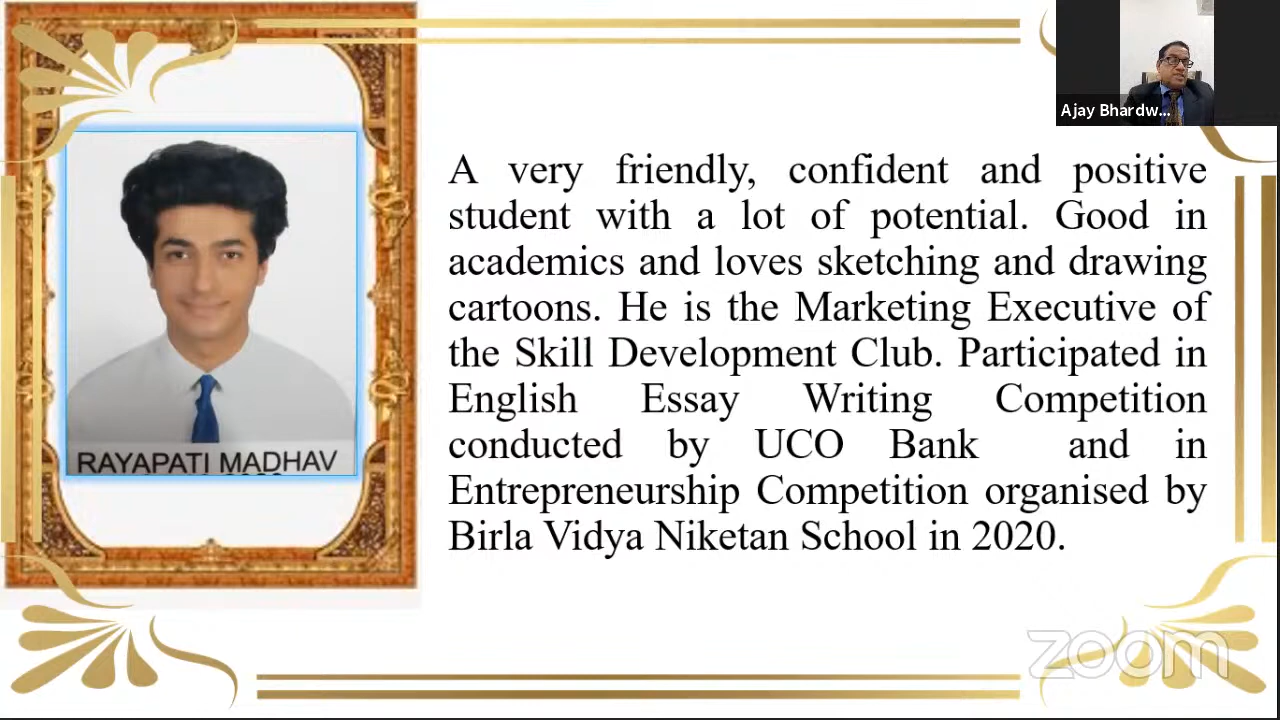 Ajay Bhardw...
A very friendly, confident and positive
student with a lot of potential. Good in
academics and loves sketching and drawing
cartoons. He is the Marketing Executive of
the Skill Development Club. Participated in
English Essay Writing Competition
conducted by UCO Bank and in
Entrepreneurship Competition organised by
Birla Vidya Niketan School in 2020.
RAYAPATI MADHAV
zoom